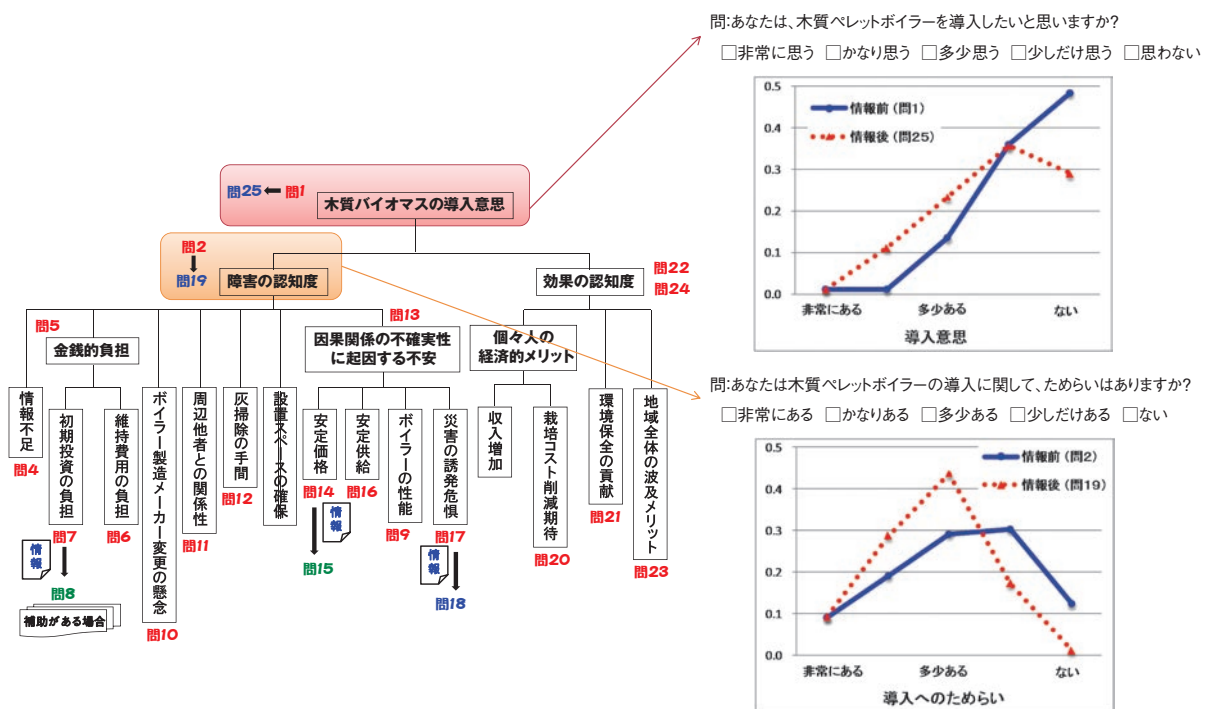 問:あなたは、木質ペレットボイラーを導入したいと思いますか?
□非常に思う □かなり思う □多少思う □少しだけ思う □思わない
0.5
0.4
0.3
0.2
0.1
0.0
情報前(問1)
情報後(問25)
非常にある 多少ある ない
導入意思
問25 問1
木質バイオマスの導入意思
問2
問19
障害の認知度
効果の認知度
問22
問24
問5
金銭的負担
問13
因果関係の不確実性
に起因する不安
個々人の
経済的メリット
情報不足
問4
初期投資の負担
問7
情報
問8
補助がある場合
維持費用の負担
問6
ボイラー製造メーカー変更の懸念
問10
周辺他者との関係性
問11
灰掃除の手間
問12
設置スペースの確保
安定価格
問14
情報
問15
安定供給
問16
ボイラーの性能
問9
災害の誘発危惧
問17
情報
問18
収入増加
栽培コスト削減期待
問20
環境保全の貢献
問21
地域全体の波及メリット
問23
問:あなたは木質ペレットボイラーの導入に関して、ためらいはありますか?
□非常にある □かなりある □多少ある □少しだけある □ない
0.5
0.4
0.3
0.2
0.1
0.0
情報前(問2)
情報後(問19)
非常にある 多少ある ない
導入へのためらい